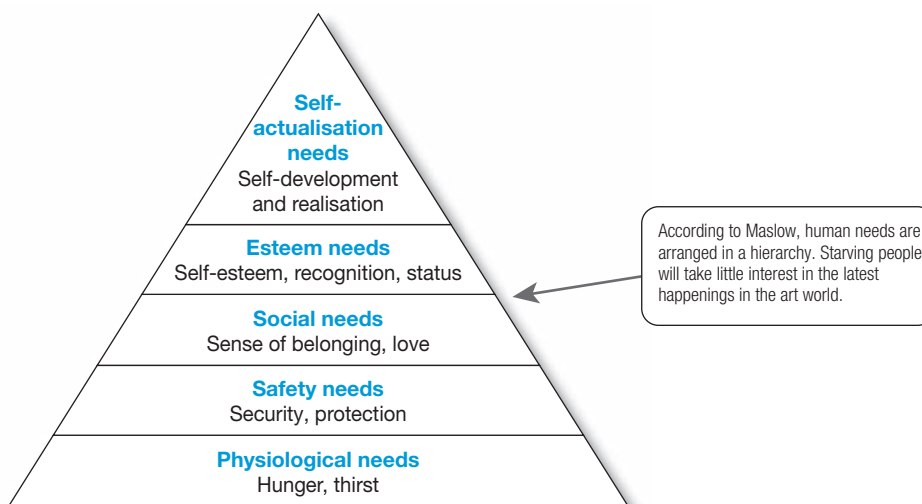 Self-
actualisation
needs
Self-development
and realisation
Esteem needs
Self-esteem, recognition, status
Social needs
Sense of belonging, love
Safety needs
Security, protection
Physiological needs
Hunger, thirst
According to Maslow, human needs are
arranged in a hierarchy. Starving people
will take little interest in the latest
happenings in the art world.